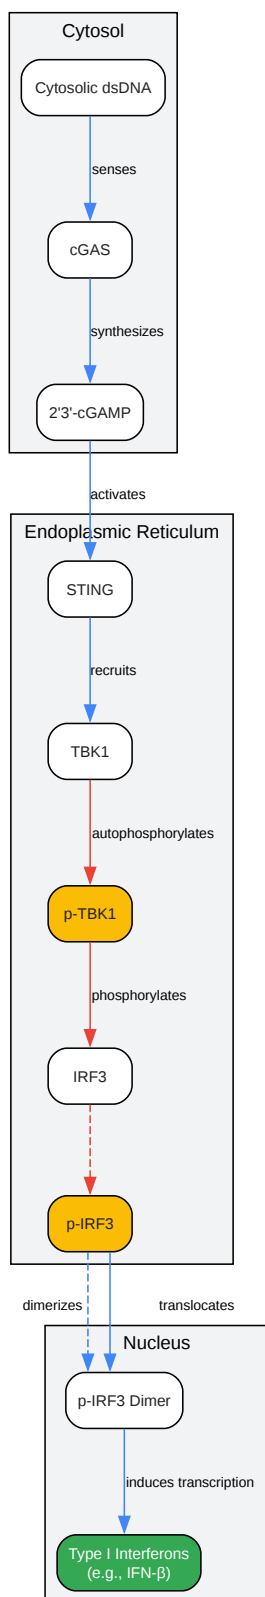 Cytosol
Cytosolic dsDNA
senses
cGAS
synthesizes
2'3'-cGAMP
activates
Endoplasmic Reticulum
STING
recruits
TBK1
autophosphorylates
p-TBK1
phosphorylates
IRF3
p-IRF3
dimerizes
translocates
Nucleus
p-IRF3 Dimer
induces transcription
Type I Interferons
(e.g., IFN-β)